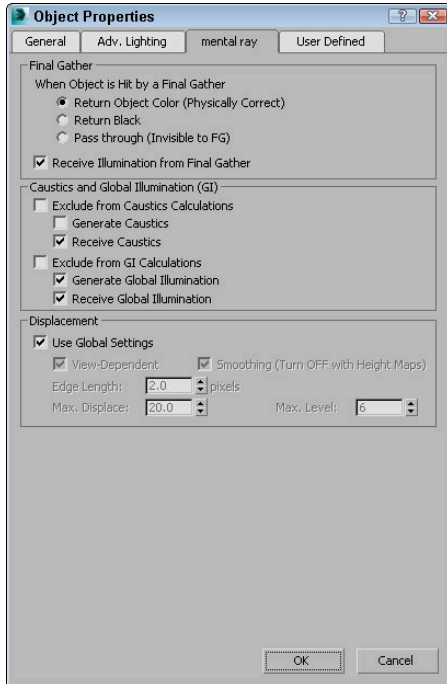 Object Properties
General Adv. Lighting mental ray User Defined
Final Gather
When Object is Hit by a Final Gather
Return Object Color (Physically Correct)
Return Black
Pass through (Invisible to FG)
Receive Illumination from Final Gather
Caustics and Global Illumination (GI)
Exclude from Caustics Calculations
Generate Caustics
Receive Caustics
Exclude from GI Calculations
Generate Global Illumination
Receive Global Illumination
Displacement
Use Global Settings
View-Dependent Smoothing (Turn OFF with Height Maps)
Edge Length: 2.0 pixels
Max. Displace: 20.0 Max. Level: 6
OK Cancel